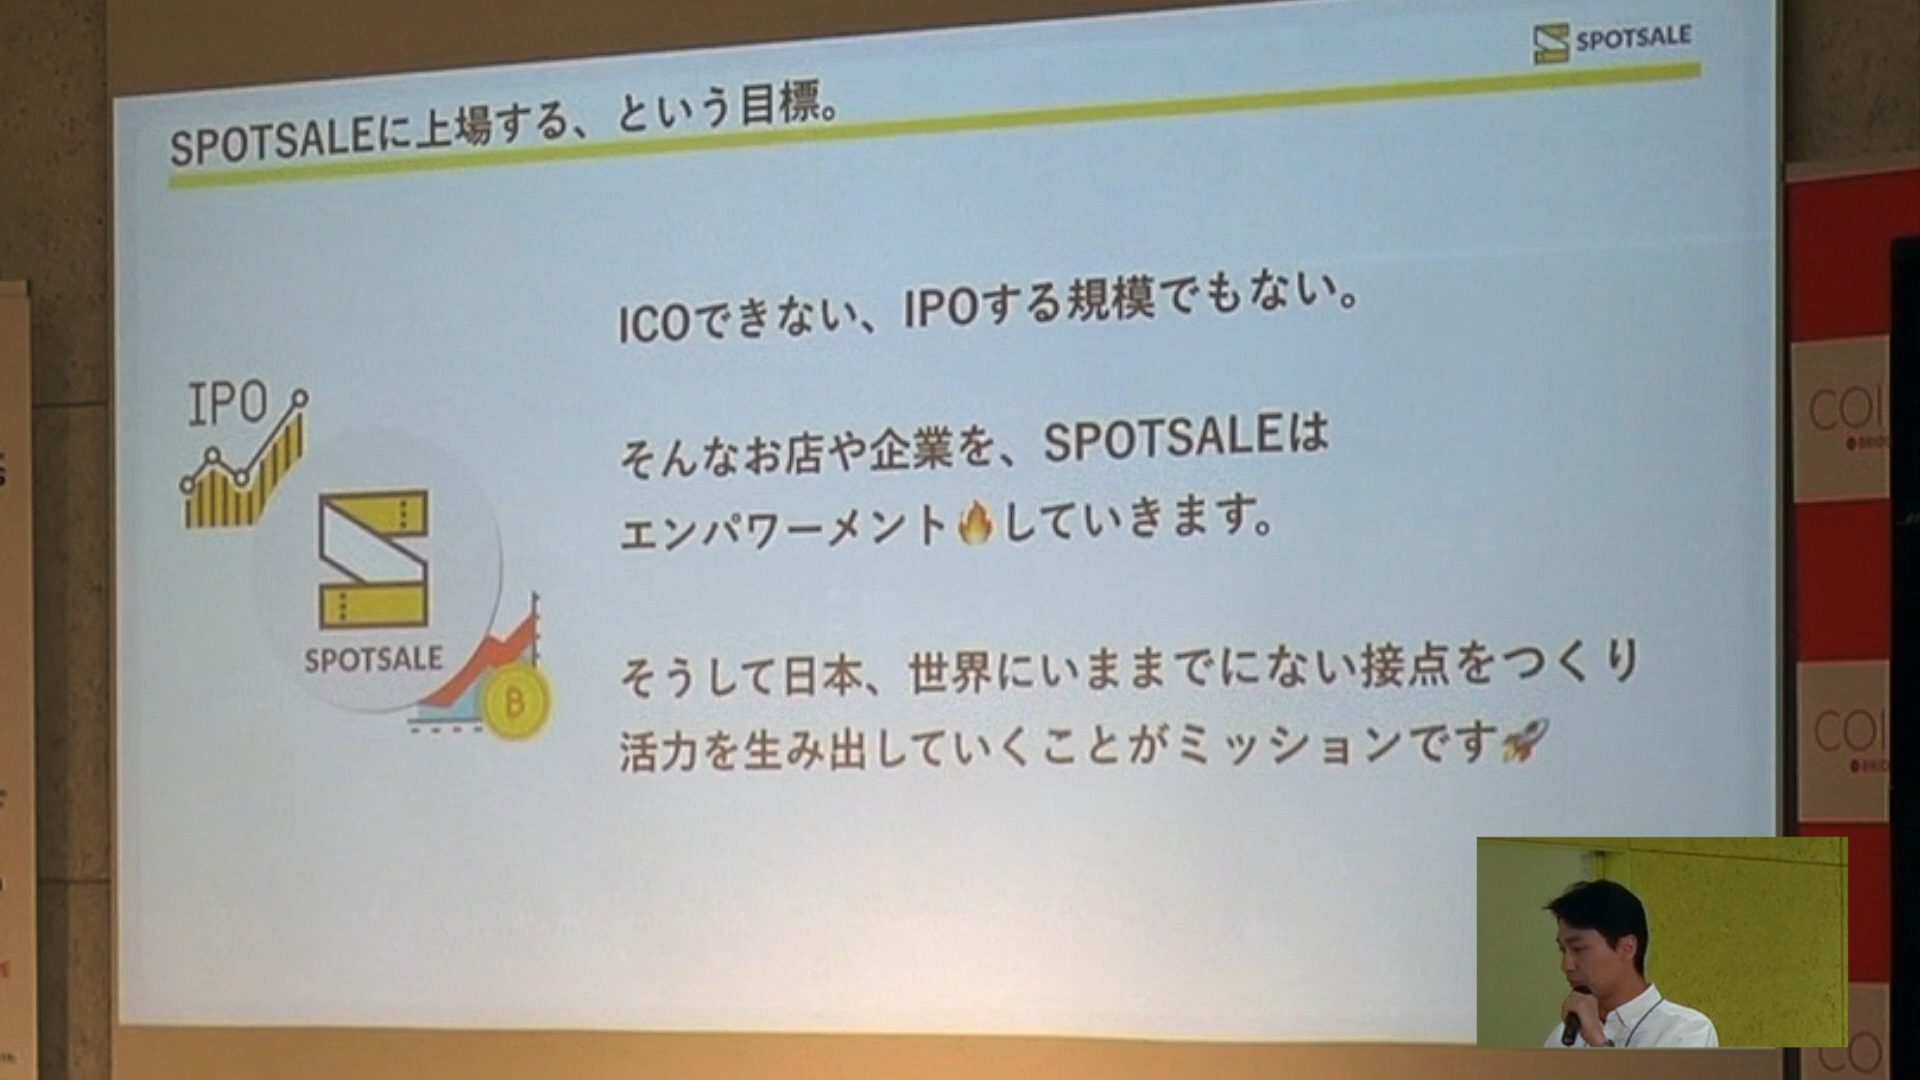 SPOTSALE
SPOTSALEに上場する、という目標。
ICOできない、IPOする規模でもない。
そんなお店や企業を、SPOTSALEは
エンパワーメント🔥していきます。
そうして日本、世界にいままでにない接点をつくり
活力を生み出していくことがミッションです🚀
IPO
SPOTSALE
COI
COI
CO